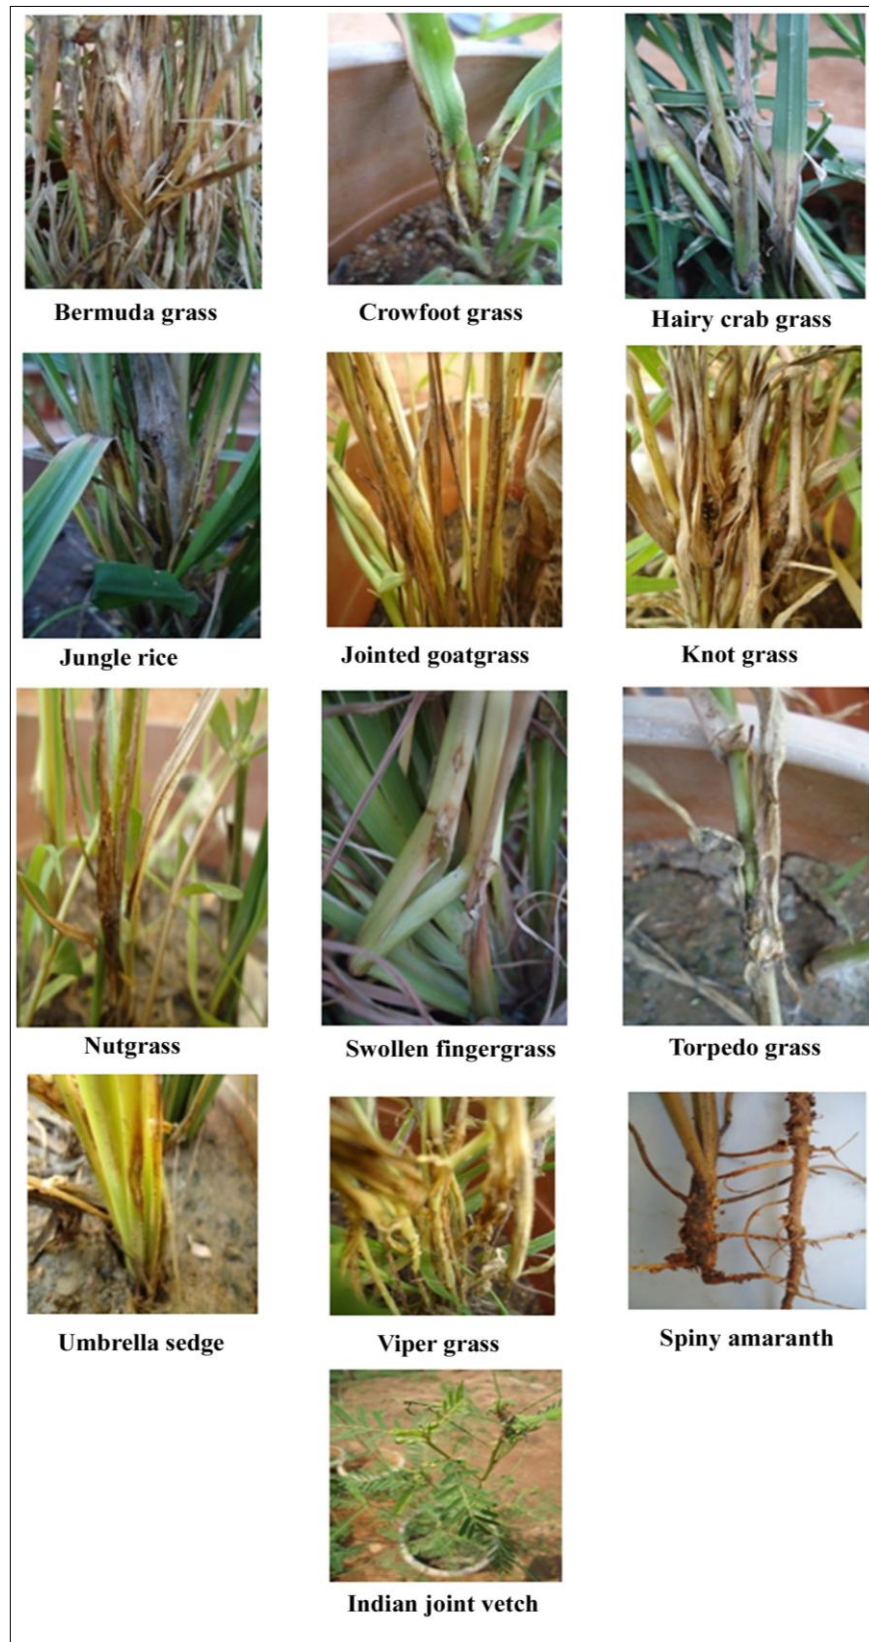 Bermuda grass
Crowfoot grass
Hairy crab grass
Jungle rice
Jointed goatgrass
Knot grass
Nutgrass
Swollen fingergrass
Torpedo grass
Umbrella sedge
Viper grass
Spiny amaranth
Indian joint vetch